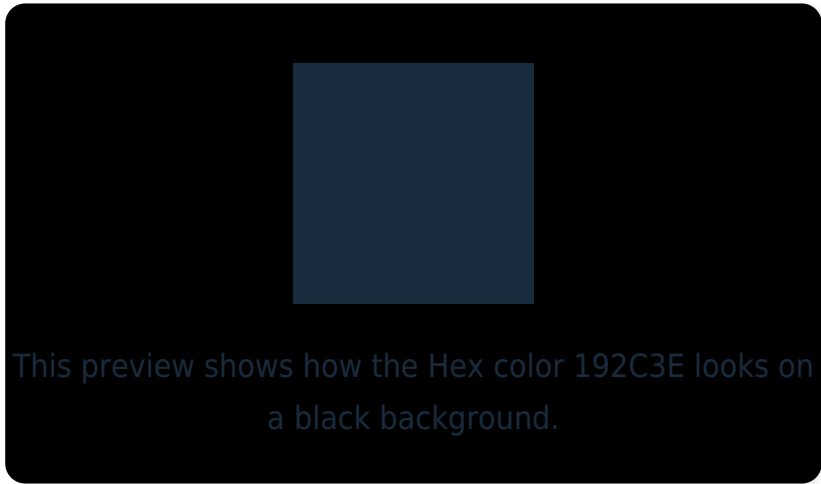 This preview shows how the Hex color 192C3E looks on
a black background.